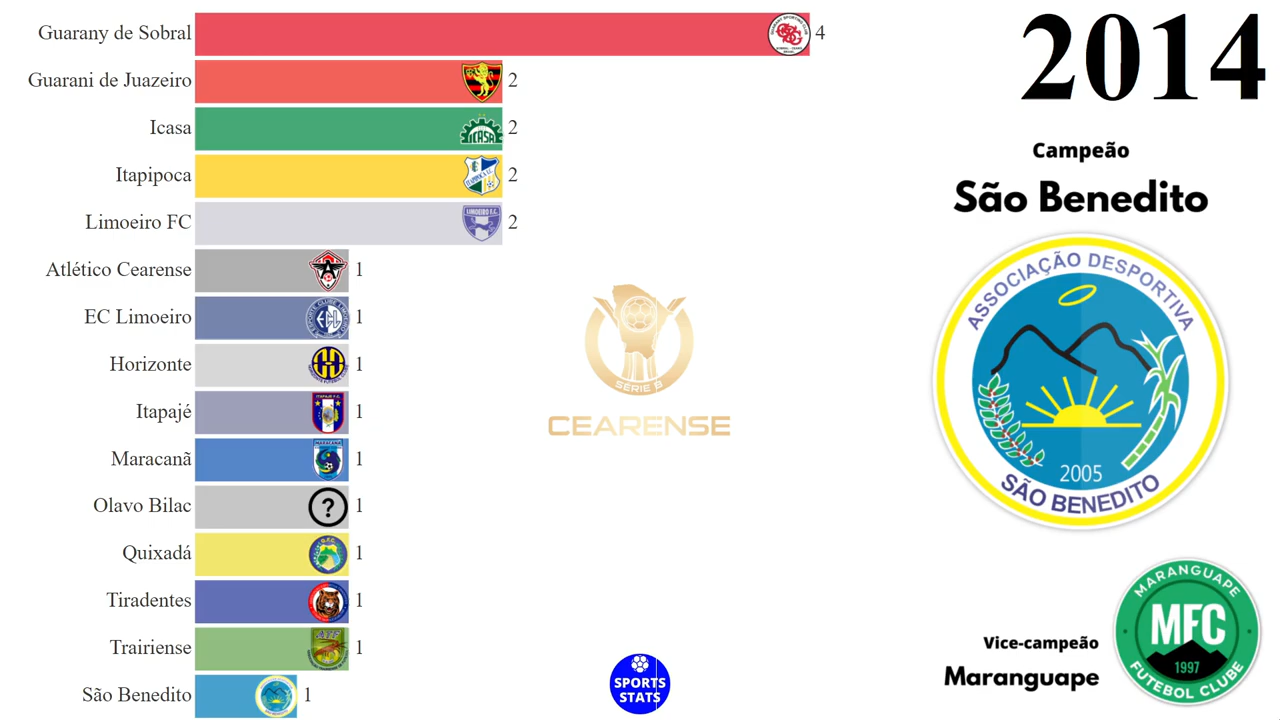 Guarany de Sobral 4
Guarani de Juazeiro 2
Icasa 2
ICASA
Itapipoca 2
Limoeiro FC 2
LIMOEIRO F.C.
Atlético Cearense 1
EC Limoeiro 1
Horizonte 1
Itapajé 1
Maracanã 1
Olavo Bilac ? 1
Quixadá 1
Tiradentes 1
Trairiense 1
São Benedito 1
SÉRIE B
CEARENSE
SPORTS
STATS
2014
Campeão
São Benedito
ASSOCIAÇÃO DESPORTIVA
2005
SÃO BENEDITO
Vice-campeão
Maranguape
MARANGUAPE
MFC
1997
FUTEBOL CLUBE